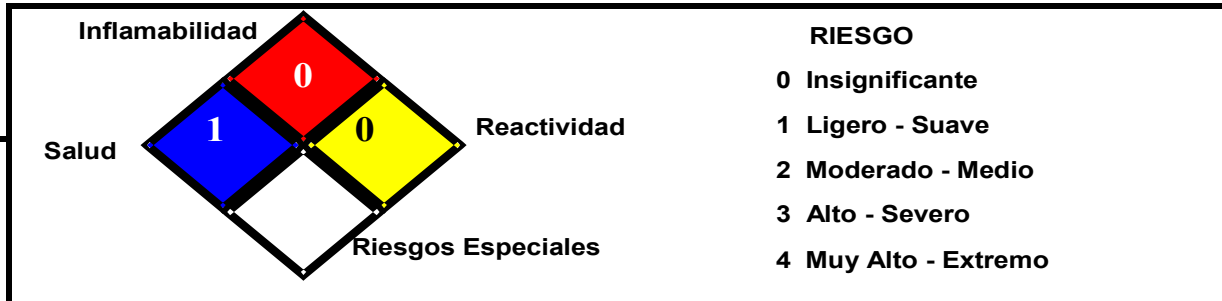 Inflamabilidad
0
1
0
Salud
Reactividad
Riesgos Especiales
RIESGO
0 Insignificante
1 Ligero - Suave
2 Moderado - Medio
3 Alto - Severo
4 Muy Alto - Extremo